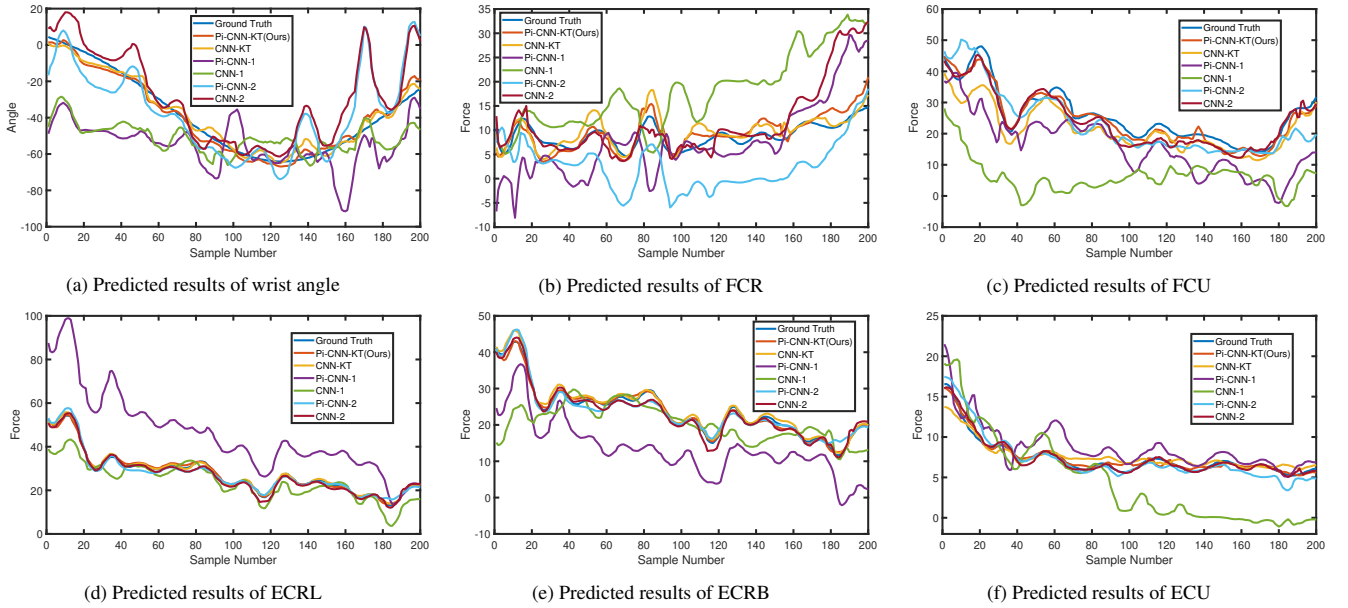 Ground Truth
Pi-CNN-KT(Ours)
CNN-KT
Pi-CNN-1
CNN-1
Pi-CNN-2
CNN-2
Angle
20
0
-20
-40
-60
-80
-100
0 20 40 60 80 100 120 140 160 180 200
Sample Number
(a) Predicted results of wrist angle
Ground Truth
Pi-CNN-KT(Ours)
CNN-KT
Pi-CNN-1
CNN-1
Pi-CNN-2
CNN-2
Force
35
30
25
20
15
10
5
0
-5
-10
0 20 40 60 80 100 120 140 160 180 200
Sample Number
(b) Predicted results of FCR
Ground Truth
Pi-CNN-KT(Ours)
CNN-KT
Pi-CNN-1
CNN-1
Pi-CNN-2
CNN-2
Force
60
50
40
30
20
10
0
-10
0 20 40 60 80 100 120 140 160 180 200
Sample Number
(c) Predicted results of FCU
Ground Truth
Pi-CNN-KT(Ours)
CNN-KT
Pi-CNN-1
CNN-1
Pi-CNN-2
CNN-2
Force
100
80
60
40
20
0
0 20 40 60 80 100 120 140 160 180 200
Sample Number
(d) Predicted results of ECRL
Ground Truth
Pi-CNN-KT(Ours)
CNN-KT
Pi-CNN-1
CNN-1
Pi-CNN-2
CNN-2
Force
50
40
30
20
10
0
-10
0 20 40 60 80 100 120 140 160 180 200
Sample Number
(e) Predicted results of ECRB
Ground Truth
Pi-CNN-KT(Ours)
CNN-KT
Pi-CNN-1
CNN-1
Pi-CNN-2
CNN-2
Force
25
20
15
10
5
0
0 20 40 60 80 100 120 140 160 180 200
Sample Number
(f) Predicted results of ECU